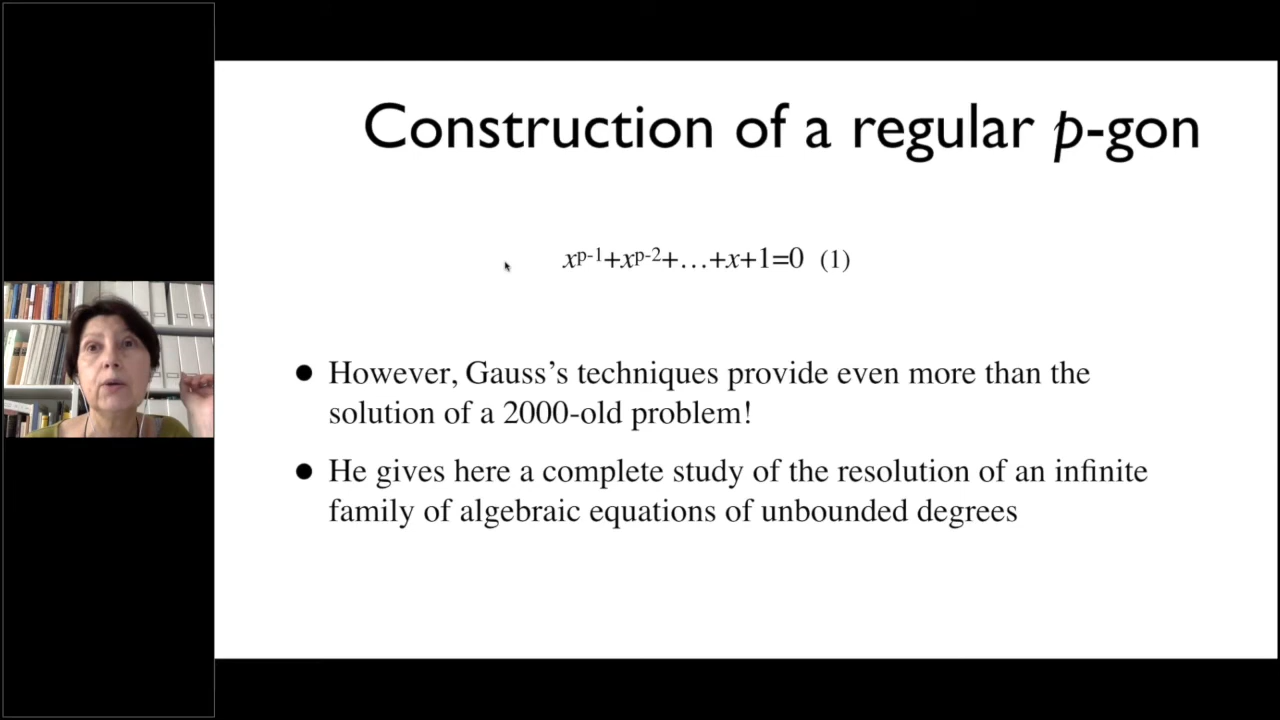 Construction of a regular p-gon
xᵖ⁻¹+xᵖ⁻²+…+x+1=0 (1)
● However, Gauss’s techniques provide even more than the
solution of a 2000-old problem!
● He gives here a complete study of the resolution of an infinite
family of algebraic equations of unbounded degrees